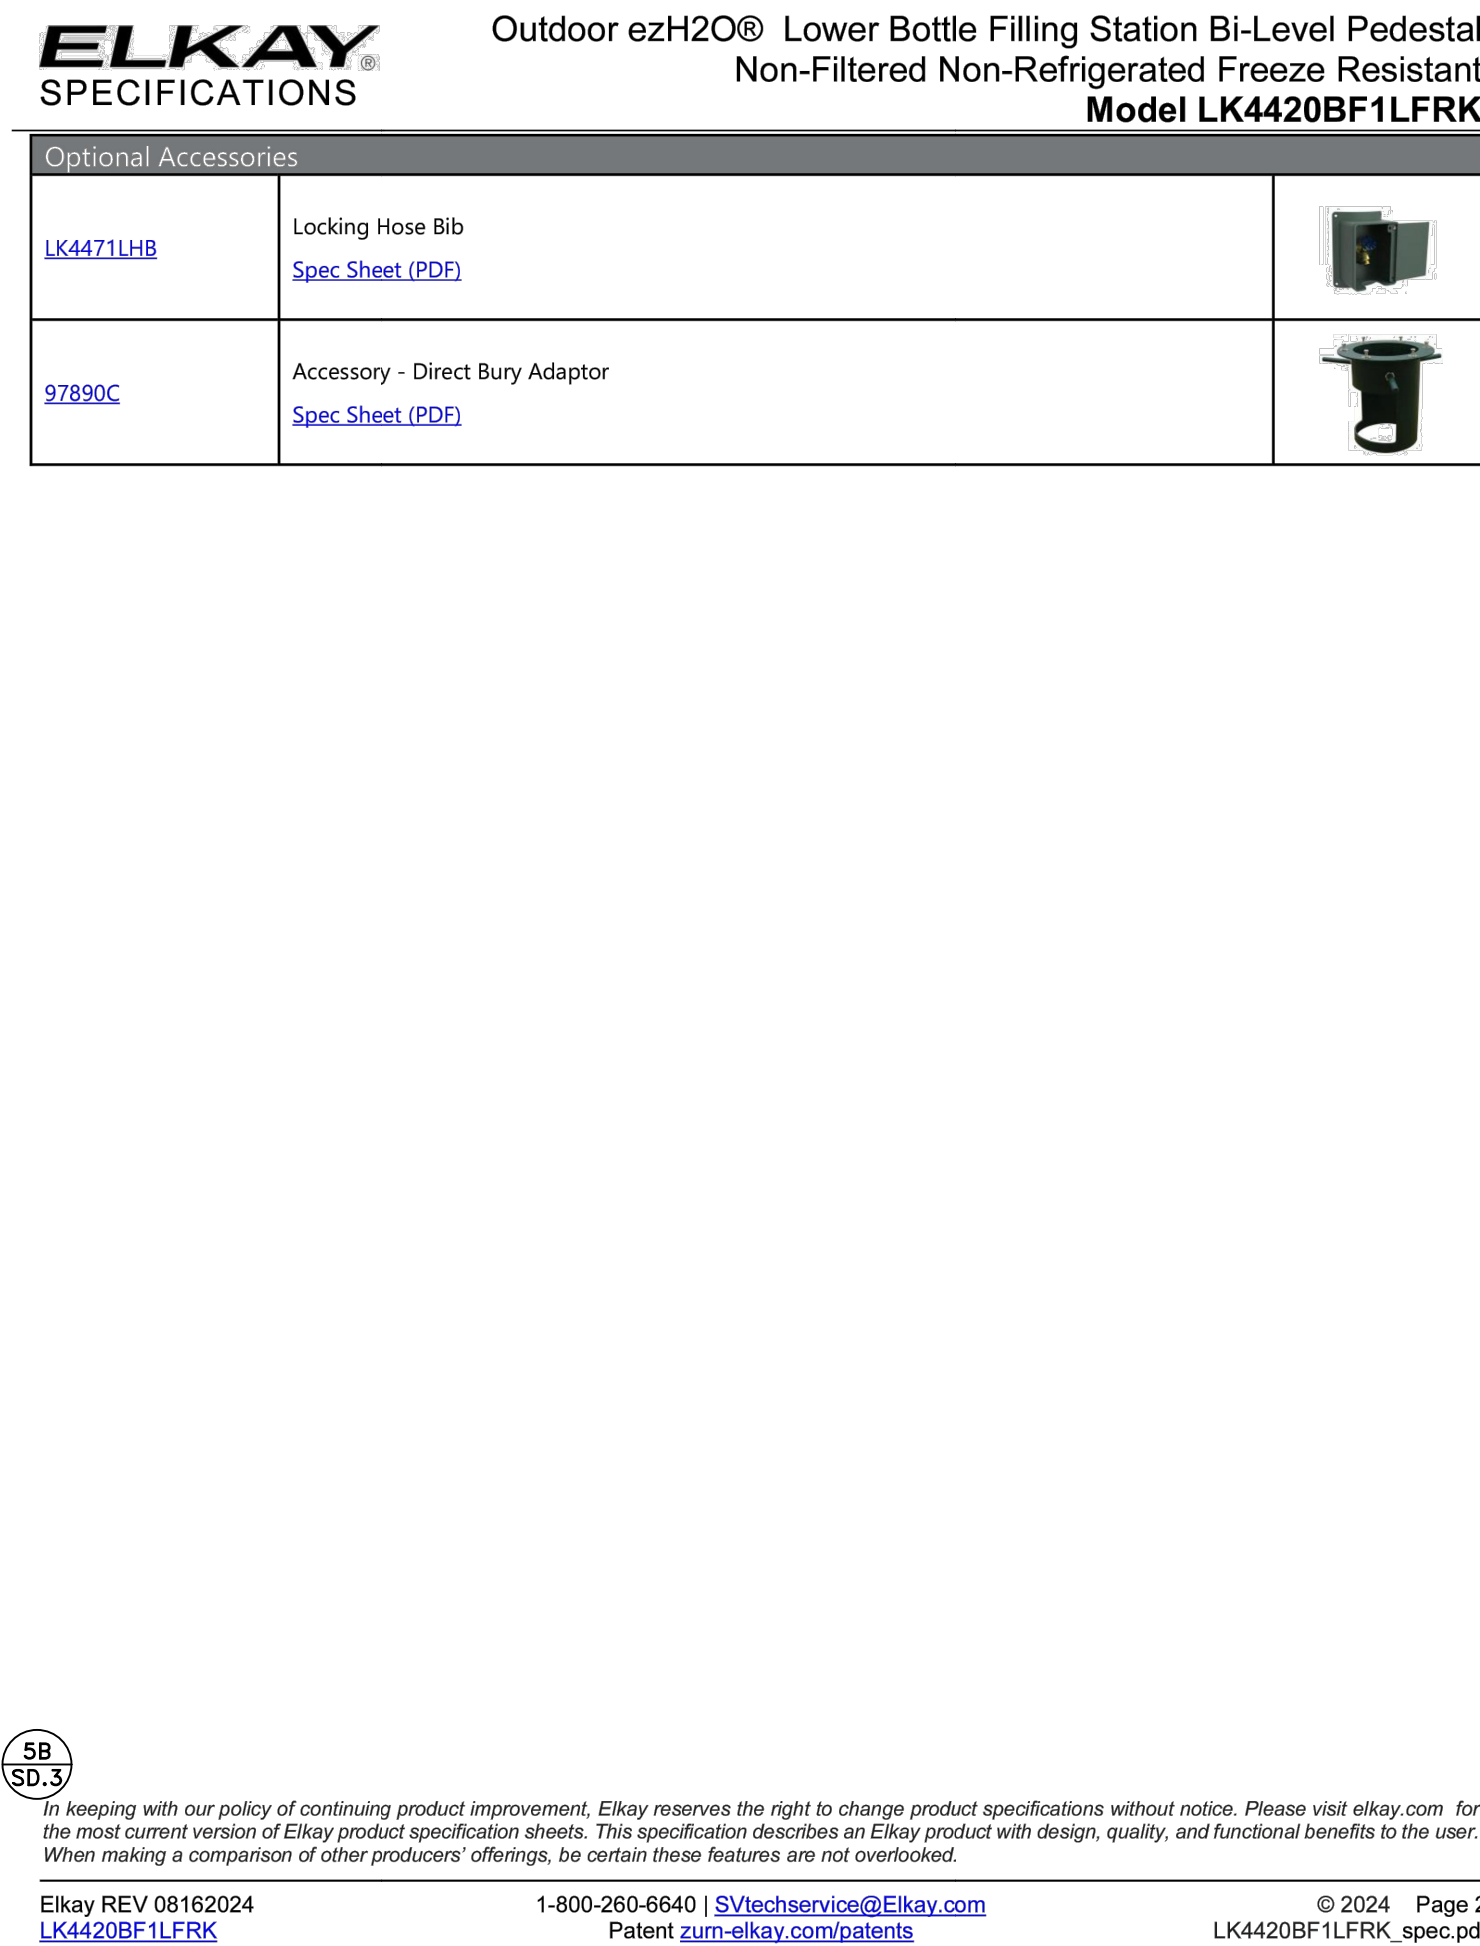 ELKAY®
SPECIFICATIONS
Outdoor ezH2O®  Lower Bottle Filling Station Bi-Level Pedestal
Non-Filtered Non-Refrigerated Freeze Resistant
Model LK4420BF1LFRK
Optional Accessories
LK4471LHB
Locking Hose Bib
Spec Sheet (PDF)
97890C
Accessory - Direct Bury Adaptor
Spec Sheet (PDF)
5B
SD.3
In keeping with our policy of continuing product improvement, Elkay reserves the right to change product specifications without notice. Please visit elkay.com  for
the most current version of Elkay product specification sheets. This specification describes an Elkay product with design, quality, and functional benefits to the user.
When making a comparison of other producers’ offerings, be certain these features are not overlooked.
Elkay REV 08162024
1-800-260-6640 | SVtechservice@Elkay.com
© 2024 Page 2
LK4420BF1LFRK
Patent zurn-elkay.com/patents
LK4420BF1LFRK_spec.pd